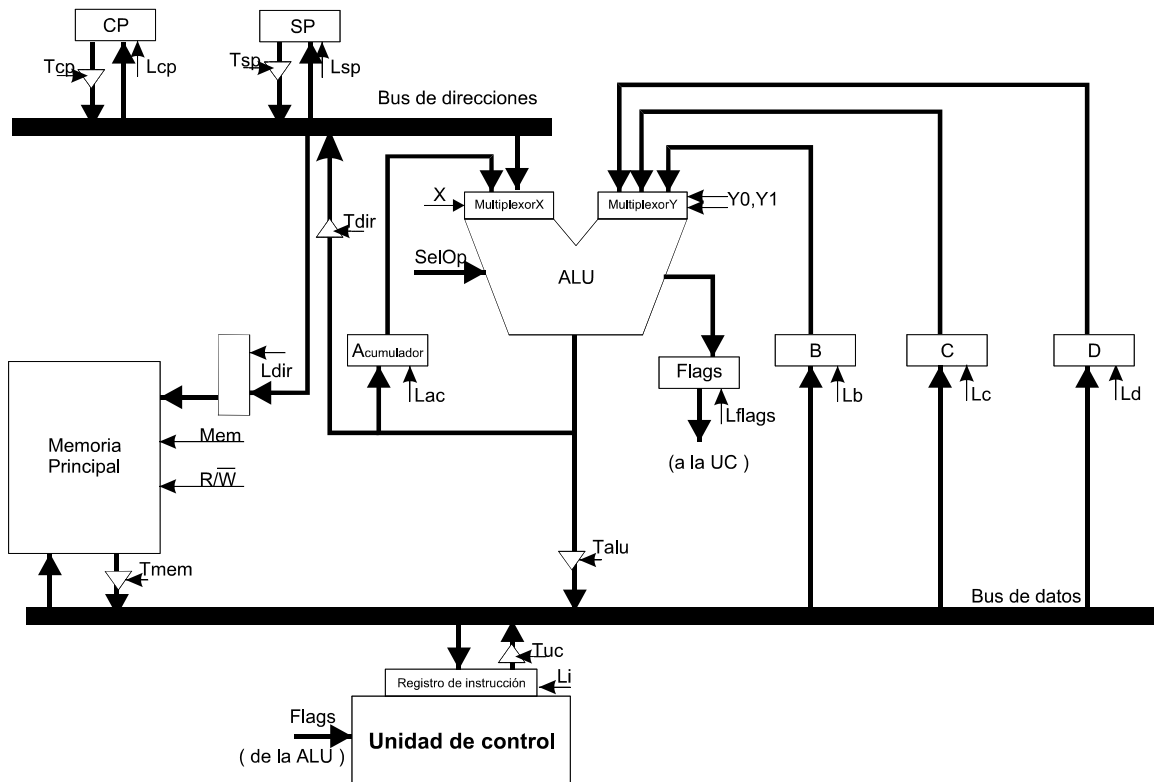 CP
SP
Tcp
Lcp
Tsp
Lsp
Bus de direcciones
X
MultiplexorX
MultiplexorY
Y0,Y1
Tdir
SelOp
ALU
Acumulador
Lac
Ldir
Flags
Lflags
(a la UC )
B
C
D
Lb
Lc
Ld
Memoria
Principal
Mem
R/W̅
Tmem
Talu
Bus de datos
Tuc
Registro de instrucción
Li
Flags
( de la ALU )
Unidad de control